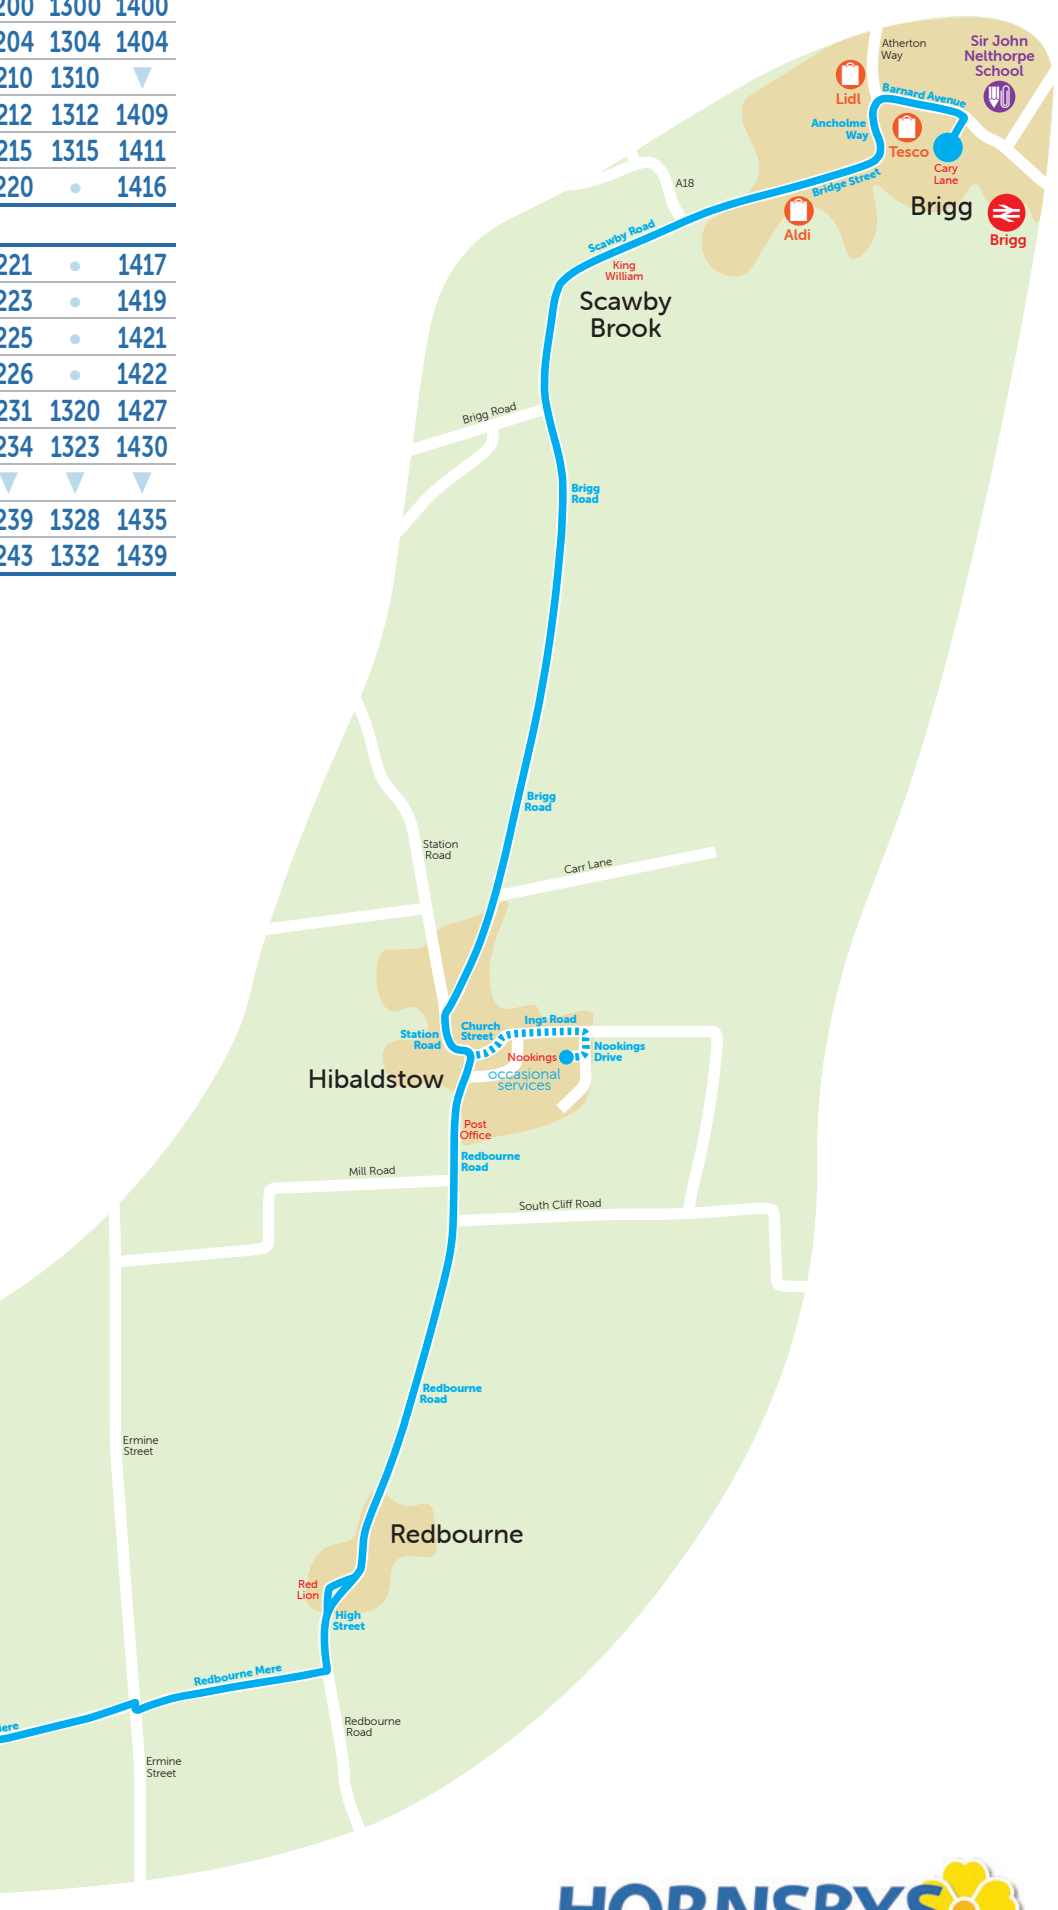 200 1300 1400
204 1304 1404
210 1310
212 1312 1409
215 1315 1411
220 1416
221 1417
223 1419
225 1421
226 1422
231 1320 1427
234 1323 1430
239 1328 1435
243 1332 1439
Atherton
Way
Sir John
Nelthorpe
School
Lidl
Barnard Avenue
Ancholme
Way
Tesco
Cary
Lane
Bridge Street
Brigg
Brigg
A18
Aldi
Scawby Road
King
William
Scawby
Brook
Brigg Road
Brigg
Road
Brigg
Road
Station
Road
Carr Lane
Station
Road
Church
Street
Ings Road
Nookings
Drive
Nookings
occasional
services
Hibaldstow
Post
Office
Redbourne
Road
Mill Road
South Cliff Road
Redbourne
Road
Ermine
Street
Redbourne
Red
Lion
High
Street
Redbourne Mere
Mere
Redbourne
Road
Ermine
Street
HORNSBYS